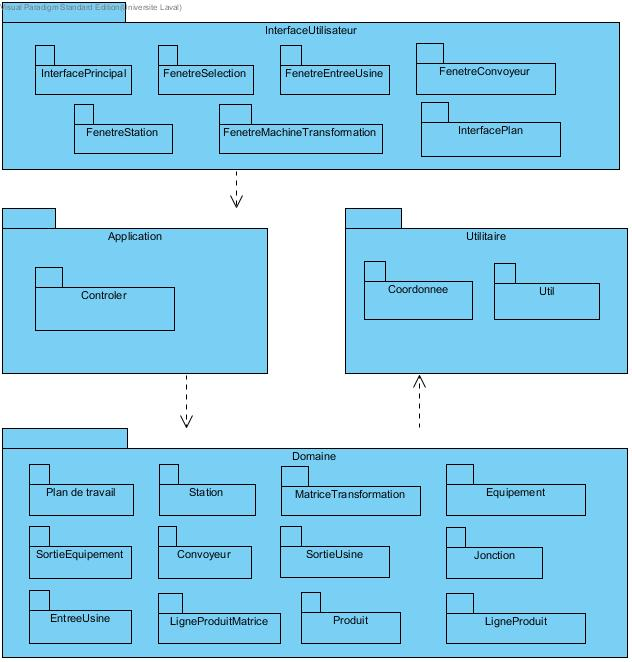 Visual Paradigm Standard Edition(Universite Laval)
InterfaceUtilisateur
InterfacePrincipal
FenetreSelection
FenetreEntreeUsine
FenetreConvoyeur
FenetreStation
FenetreMachineTransformation
InterfacePlan
Application
Controler
Utilitaire
Coordonnee
Util
Domaine
Plan de travail
Station
MatriceTransformation
Equipement
SortieEquipement
Convoyeur
SortieUsine
Jonction
EntreeUsine
LigneProduitMatrice
Produit
LigneProduit